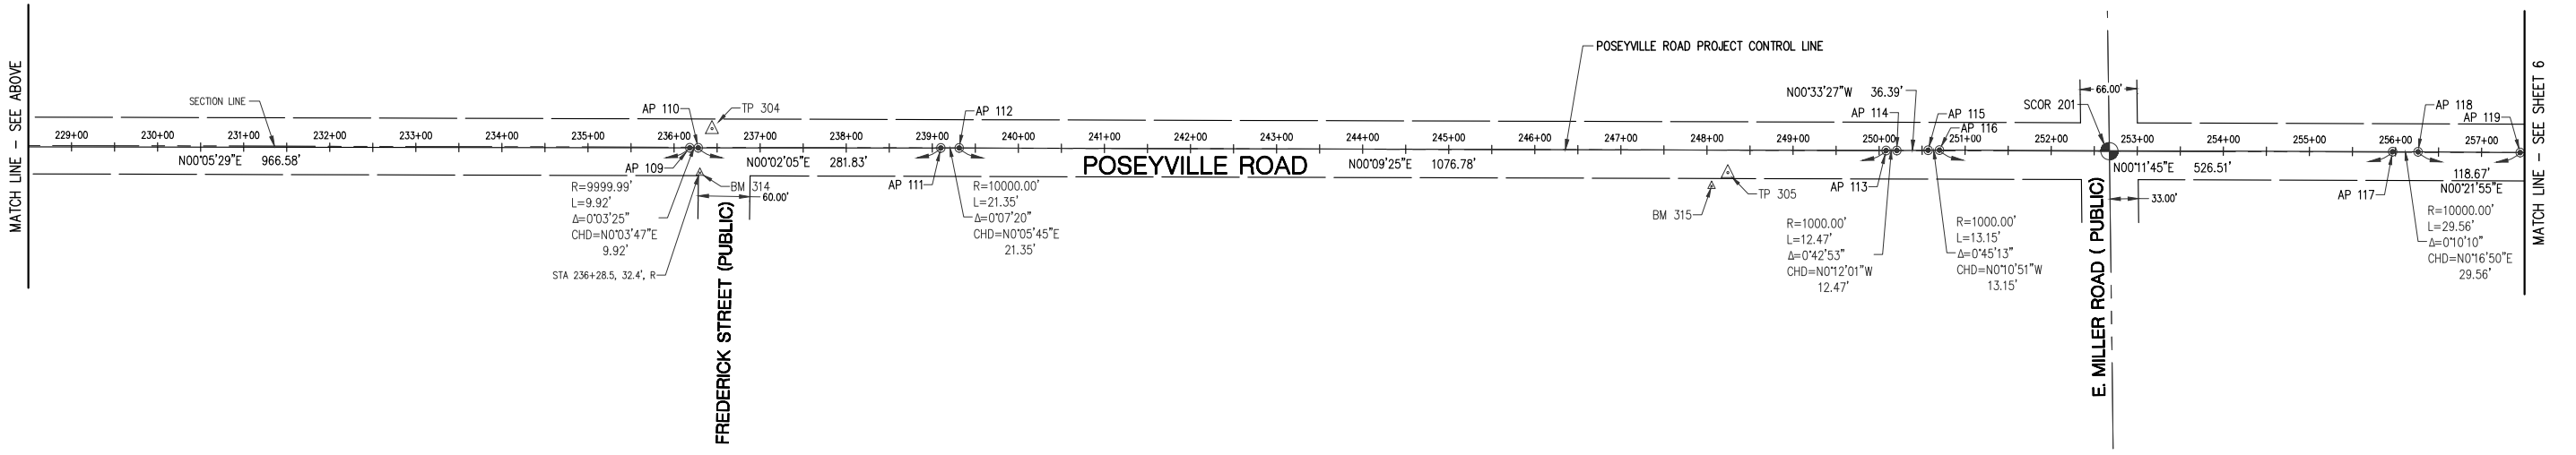 MATCH LINE - SEE ABOVE
SECTION LINE
229+00 230+00 231+00 232+00 233+00 234+00 235+00 236+00 237+00 238+00 239+00 240+00 241+00 242+00 243+00 244+00 245+00 246+00 247+00 248+00 249+00 250+00 251+00 252+00 253+00 254+00 255+00 256+00 257+00
N00°05'29"E 966.58'
AP 110
TP 304
AP 109
BM 314
60.00'
R=9999.99'
L=9.92'
Δ=0°03'25"
CHD=N0°03'47"E
9.92'
STA 236+28.5, 32.4', R
FREDERICK STREET (PUBLIC)
N00°02'05"E 281.83'
AP 112
AP 111
R=10000.00'
L=21.35'
Δ=0°07'20"
CHD=N0°05'45"E
21.35'
POSEYVILLE ROAD
N00°09'25"E 1076.78'
POSEYVILLE ROAD PROJECT CONTROL LINE
BM 315
TP 305
N00°33'27"W 36.39'
AP 114
AP 115
AP 116
AP 113
R=1000.00'
L=12.47'
Δ=0°42'53"
CHD=N0°12'01"W
12.47'
R=1000.00'
L=13.15'
Δ=0°45'13"
CHD=N0°10'51"W
13.15'
SCOR 201
66.00'
N00°11'45"E 526.51'
33.00'
E. MILLER ROAD ( PUBLIC)
AP 118
AP 119
AP 117
118.67'
N00°21'55"E
R=10000.00'
L=29.56'
Δ=0°10'10"
CHD=N0°16'50"E
29.56'
MATCH LINE - SEE SHEET 6